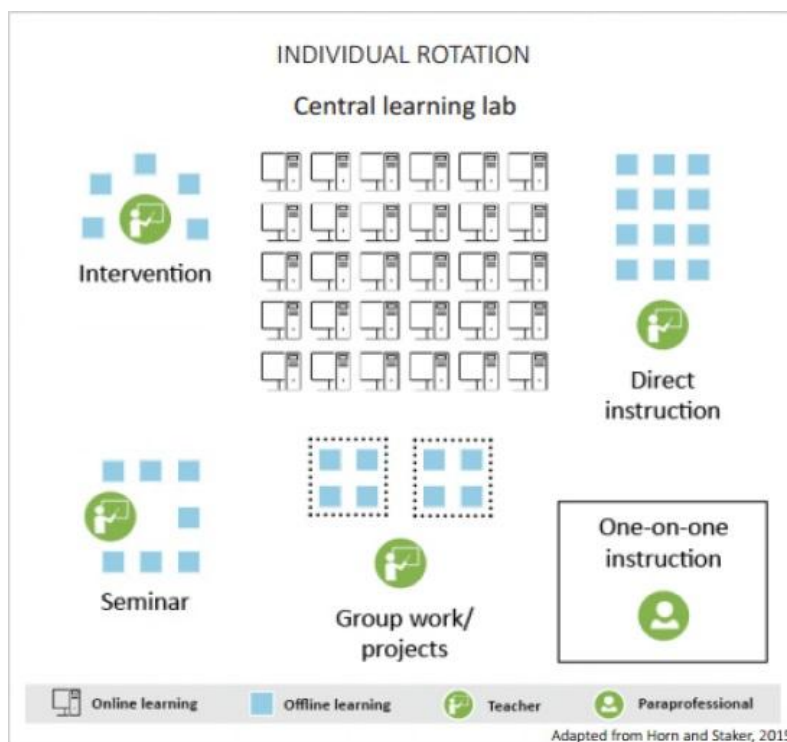 INDIVIDUAL ROTATION
Central learning lab
Intervention
Direct
instruction
Seminar
Group work/
projects
One-on-one
instruction
Online learning
Offline learning
Teacher
Paraprofessional
Adapted from Horn and Staker, 2015